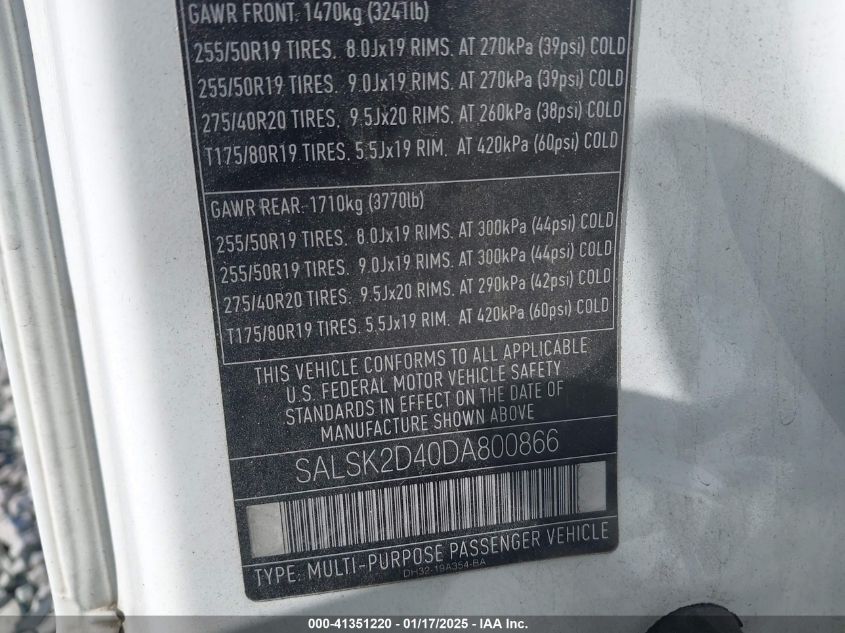 GAWR FRONT: 1470kg (3241lb)
255/50R19 TIRES. 8.0Jx19 RIMS. AT 270kPa (39psi) COLD
255/50R19 TIRES. 9.0Jx19 RIMS. AT 270kPa (39psi) COLD
275/40R20 TIRES. 9.5Jx20 RIMS. AT 260kPa (38psi) COLD
T175/80R19 TIRES. 5.5Jx19 RIM. AT 420kPa (60psi) COLD
GAWR REAR: 1710kg (3770lb)
255/50R19 TIRES. 8.0Jx19 RIMS. AT 300kPa (44psi) COLD
255/50R19 TIRES. 9.0Jx19 RIMS. AT 300kPa (44psi) COLD
275/40R20 TIRES. 9.5Jx20 RIMS. AT 290kPa (42psi) COLD
T175/80R19 TIRES. 5.5Jx19 RIM. AT 420kPa (60psi) COLD
THIS VEHICLE CONFORMS TO ALL APPLICABLE
U.S. FEDERAL MOTOR VEHICLE SAFETY
STANDARDS IN EFFECT ON THE DATE OF
MANUFACTURE SHOWN ABOVE
SALSK2D40DA800866
TYPE: MULTI-PURPOSE PASSENGER VEHICLE
DH32-19A354-BA
000-41351220 - 01/17/2025 - IAA Inc.